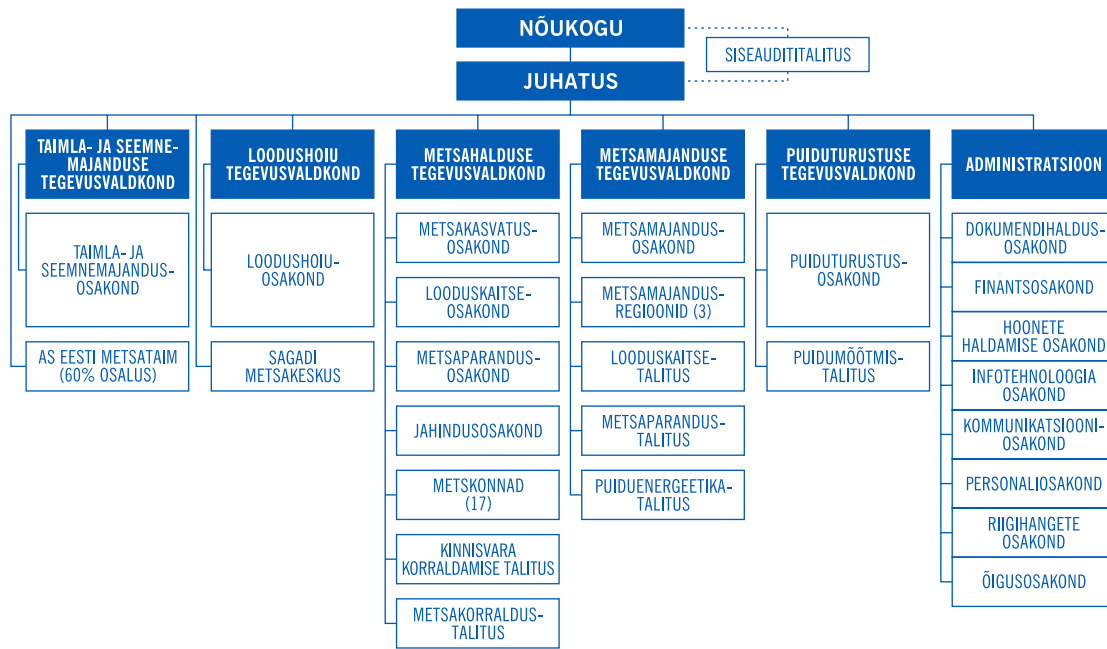 NÕUKOGU
SISEAUDITITALITUS
JUHATUS
TAIMLA- JA SEEMNE-
MAJANDUSE
TEGEVUSVALDKOND
TAIMLA- JA
SEEMNEMAJANDUS-
OSAKOND
AS EESTI METSATAIM
(60% OSALUS)
LOODUSHOIU
TEGEVUSVALDKOND
LOODUSHOIU-
OSAKOND
SAGADI
METSAKESKUS
METSAHALDUSE
TEGEVUSVALDKOND
METSAKASVATUS-
OSAKOND
LOODUSKAITSE-
OSAKOND
METSAPARANDUS-
OSAKOND
JAHINDUSOSAKOND
METSKONNAD
(17)
KINNISVARA
KORRALDAMISE TALITUS
METSAKORRALDUS-
TALITUS
METSAMAJANDUSE
TEGEVUSVALDKOND
METSAMAJANDUS-
OSAKOND
METSAMAJANDUS-
REGIOONID (3)
LOODUSKAITSE-
TALITUS
METSAPARANDUS-
TALITUS
PUIDUENERGEETIKA-
TALITUS
PUIDUTURUSTUSE
TEGEVUSVALDKOND
PUIDUTURUSTUS-
OSAKOND
PUIDUMÕÕTMIS-
TALITUS
ADMINISTRATSIOON
DOKUMENDIHALDUS-
OSAKOND
FINANTSOSAKOND
HOONETE
HALDAMISE OSAKOND
INFOTEHNOLOOGIA
OSAKOND
KOMMUNIKATSIOONI-
OSAKOND
PERSONALIOSAKOND
RIIGIHANGETE
OSAKOND
ÕIGUSOSAKOND